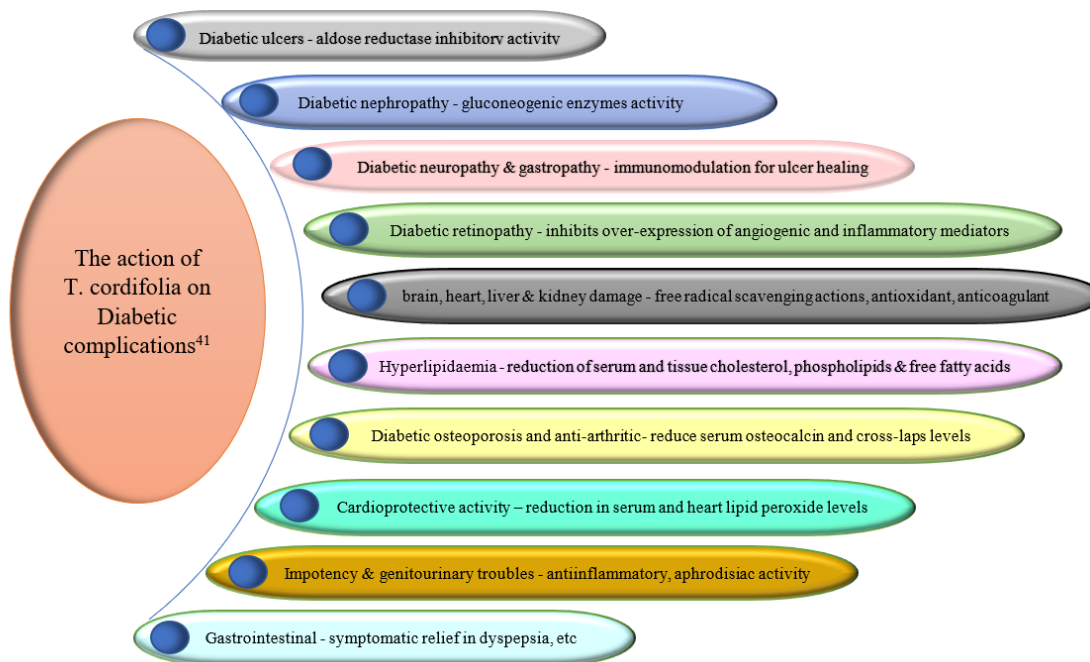 Diabetic ulcers - aldose reductase inhibitory activity
Diabetic nephropathy - gluconeogenic enzymes activity
Diabetic neuropathy & gastropathy - immunomodulation for ulcer healing
Diabetic retinopathy - inhibits over-expression of angiogenic and inflammatory mediators
The action of
T. cordifolia on
Diabetic
complications⁴¹
brain, heart, liver & kidney damage - free radical scavenging actions, antioxidant, anticoagulant
Hyperlipidaemia - reduction of serum and tissue cholesterol, phospholipids & free fatty acids
Diabetic osteoporosis and anti-arthritic- reduce serum osteocalcin and cross-laps levels
Cardioprotective activity – reduction in serum and heart lipid peroxide levels
Impotency & genitourinary troubles - antiinflammatory, aphrodisiac activity
Gastrointestinal - symptomatic relief in dyspepsia, etc